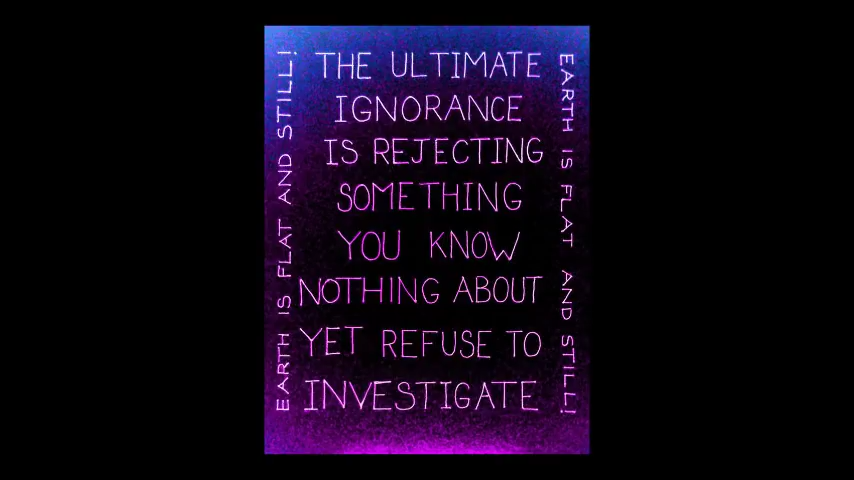 THE ULTIMATE
IGNORANCE
IS REJECTING
SOMETHING
YOU KNOW
NOTHING ABOUT
YET REFUSE TO
INVESTIGATE
EARTH IS FLAT AND STILL!
EARTH IS FLAT AND STILL!